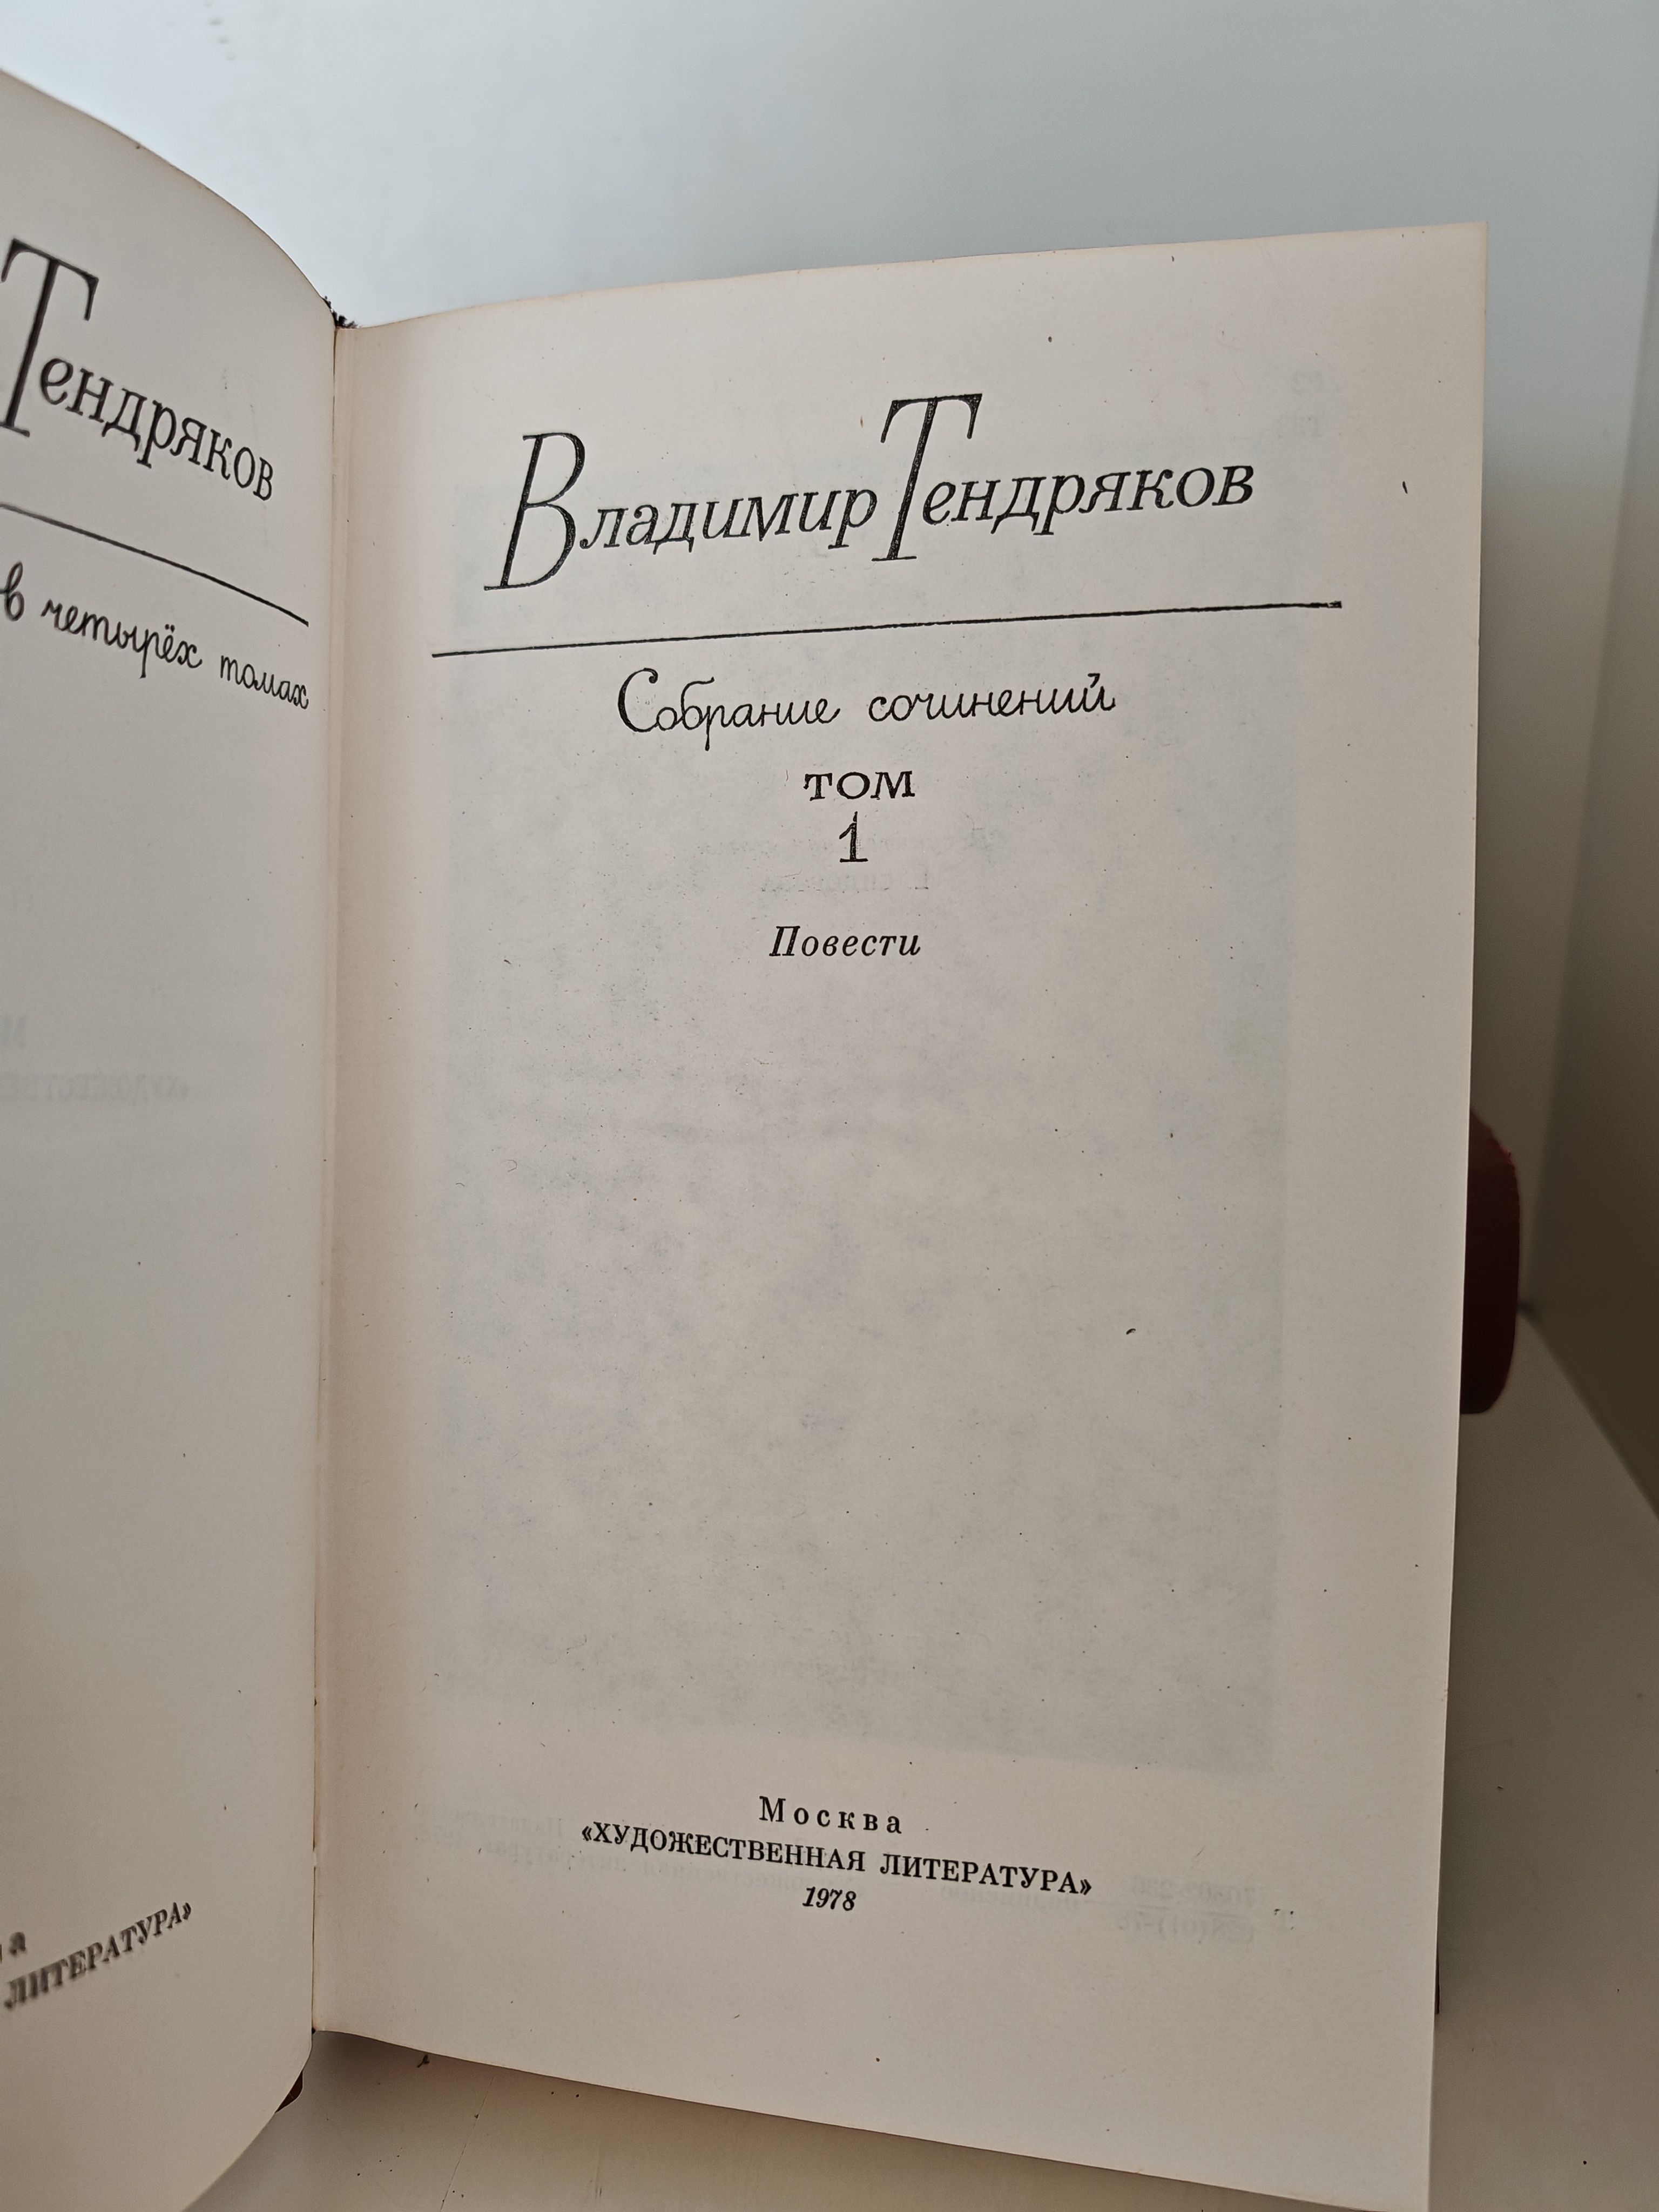 Тендряков
в четырёх томах
ЛИТЕРАТУРА»
Владимир Тендряков
Собрание сочинений
ТОМ
1
Повести
Москва
«ХУДОЖЕСТВЕННАЯ ЛИТЕРАТУРА»
1978